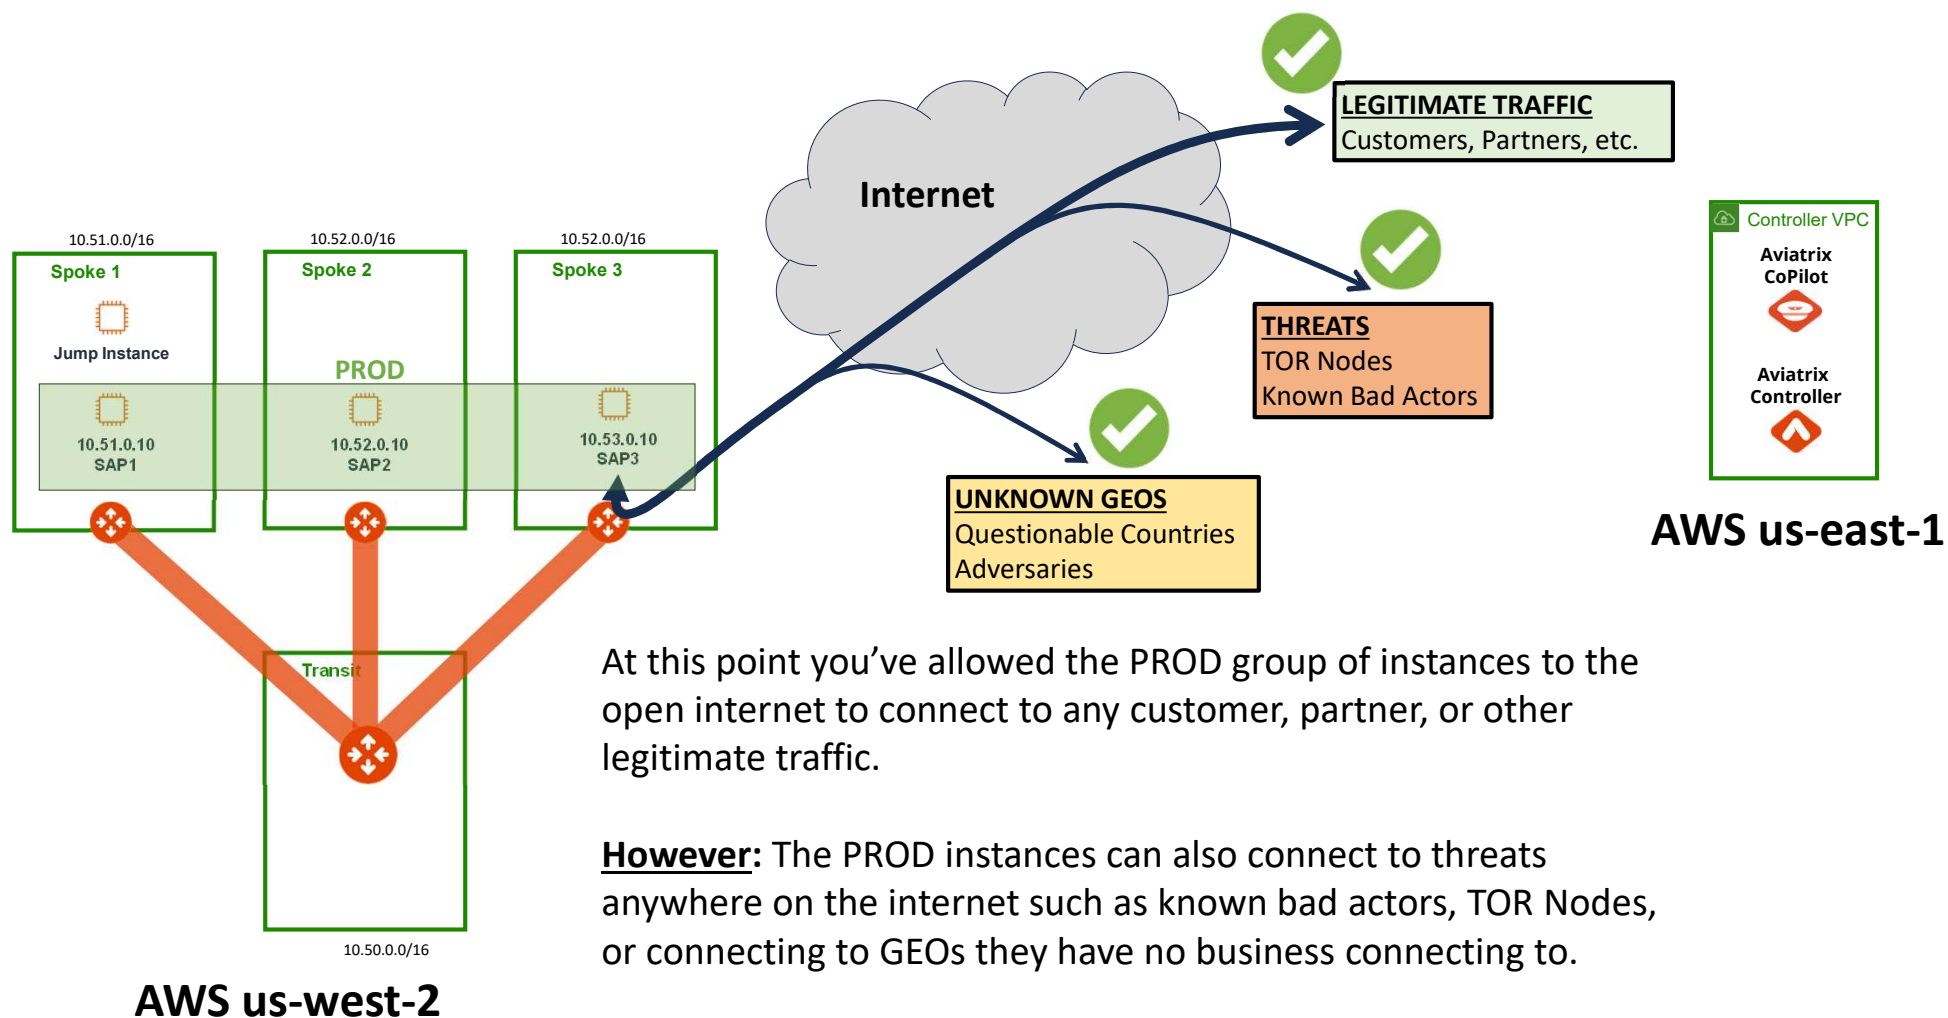 LEGITIMATE TRAFFIC
Customers, Partners, etc.
Internet
10.51.0.0/16
10.52.0.0/16
10.52.0.0/16
Spoke 1
Spoke 2
Spoke 3
Jump Instance
PROD
10.51.0.10
SAP1
10.52.0.10
SAP2
10.53.0.10
SAP3
THREATS
TOR Nodes
Known Bad Actors
UNKNOWN GEOS
Questionable Countries
Adversaries
Controller VPC
Aviatrix
CoPilot
Aviatrix
Controller
AWS us-east-1
Transit
10.50.0.0/16
AWS us-west-2
At this point you’ve allowed the PROD group of instances to the
open internet to connect to any customer, partner, or other
legitimate traffic.
However: The PROD instances can also connect to threats
anywhere on the internet such as known bad actors, TOR Nodes,
or connecting to GEOs they have no business connecting to.